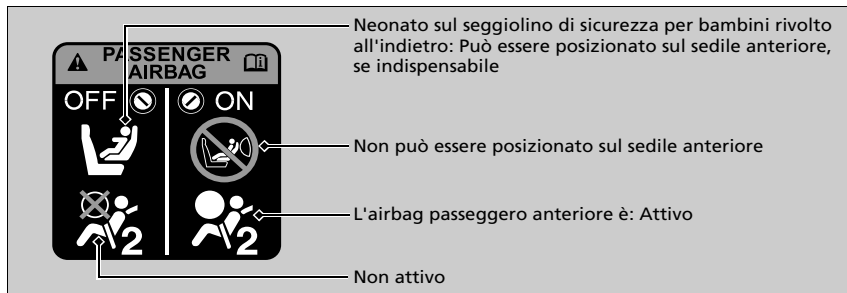 Neonato sul seggiolino di sicurezza per bambini rivolto
all'indietro: Può essere posizionato sul sedile anteriore,
se indispensabile
PASSENGER
AIRBAG
OFF ON
Non può essere posizionato sul sedile anteriore
L'airbag passeggero anteriore è: Attivo
2 2
Non attivo